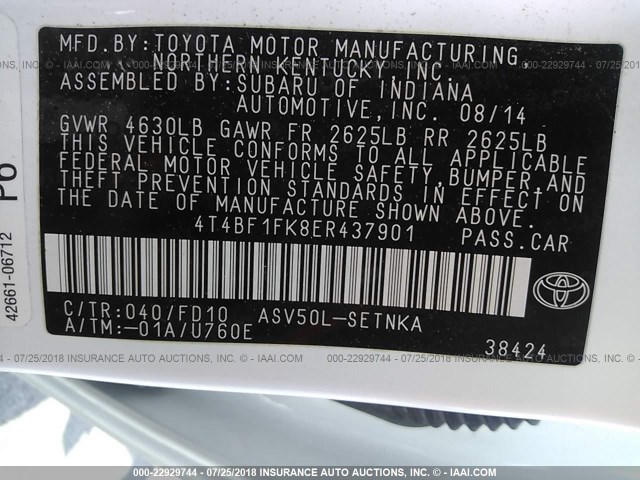 MFD.BY:TOYOTA MOTOR MANUFACTURING,
NORTHERN KENTUCKY INC.
ASSEMBLED BY:SUBARU OF INDIANA
AUTOMOTIVE,INC. 08/14
GVWR 4630LB GAWR FR 2625LB RR 2625LB
THIS VEHICLE CONFORMS TO ALL APPLICABLE
FEDERAL MOTOR VEHICLE SAFETY,BUMPER,AND
THEFT PREVENTION STANDARDS IN EFFECT ON
THE DATE OF MANUFACTURE SHOWN ABOVE.
4T4BF1FK8ER437901 PASS.CAR
C/TR:040/FD10 ASV50L-SETNKA
A/TM:-01A/U760E
38424
42661-06712 PO
000-22929744 - 07/25/2018 INSURANCE AUTO AUCTIONS - IAAI.COM